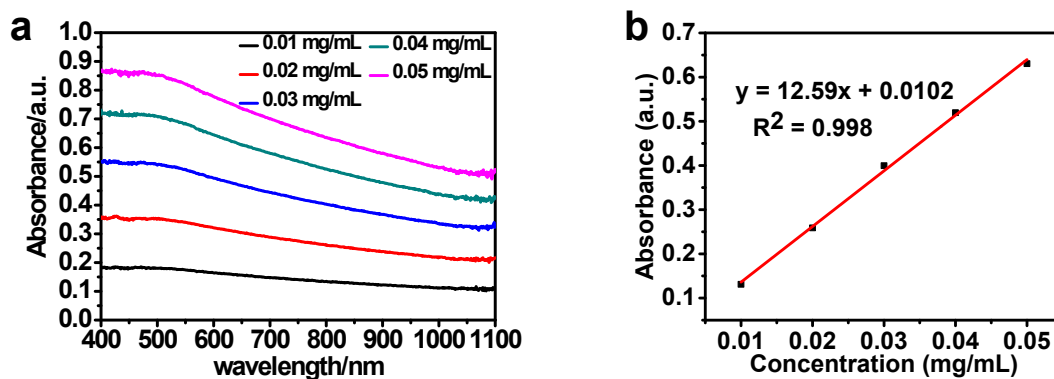 a
Absorbance/a.u.
1.0
0.9
0.8
0.7
0.6
0.5
0.4
0.3
0.2
0.1
0.0
0.01 mg/mL
0.02 mg/mL
0.03 mg/mL
0.04 mg/mL
0.05 mg/mL
400 500 600 700 800 900 1000 1100
wavelength/nm
b
Absorbance (a.u.)
0.7
0.6
0.5
0.4
0.3
0.2
0.1
y = 12.59x + 0.0102
R² = 0.998
0.01 0.02 0.03 0.04 0.05
Concentration (mg/mL)